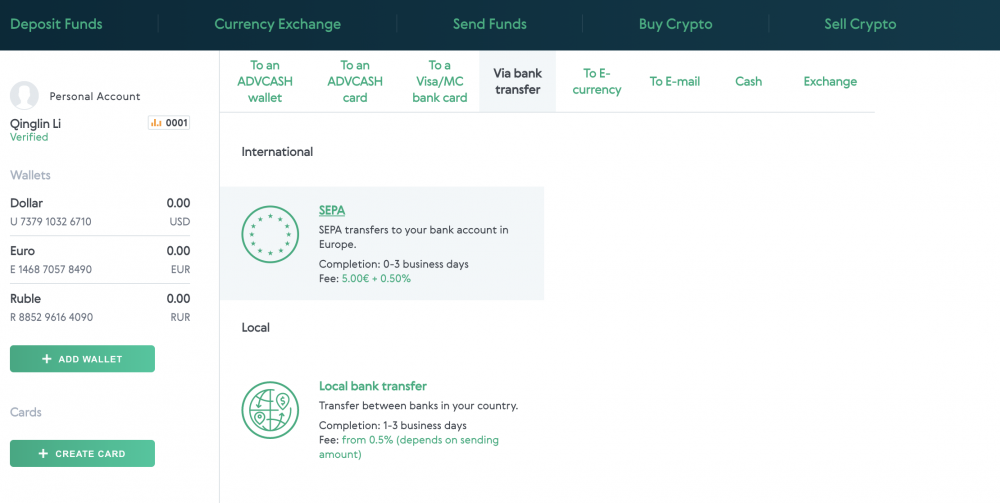 Deposit Funds
Currency Exchange
Send Funds
Buy Crypto
Sell Crypto
Personal Account
Qinglin Li
0001
Verified
Wallets
Dollar 0.00
U 7379 1032 6710 USD
Euro 0.00
E 1468 7057 8490 EUR
Ruble 0.00
R 8852 9616 4090 RUR
+ ADD WALLET
Cards
+ CREATE CARD
To an
ADVCASH
wallet
To an
ADVCASH
card
To a
Visa/MC
bank card
Via bank
transfer
To E-
currency
To E-mail
Cash
Exchange
International
SEPA
SEPA transfers to your bank account in
Europe.
Completion: 0-3 business days
Fee: 5.00€ + 0.50%
Local
Local bank transfer
Transfer between banks in your country.
Completion: 1-3 business days
Fee: from 0.5% (depends on sending
amount)